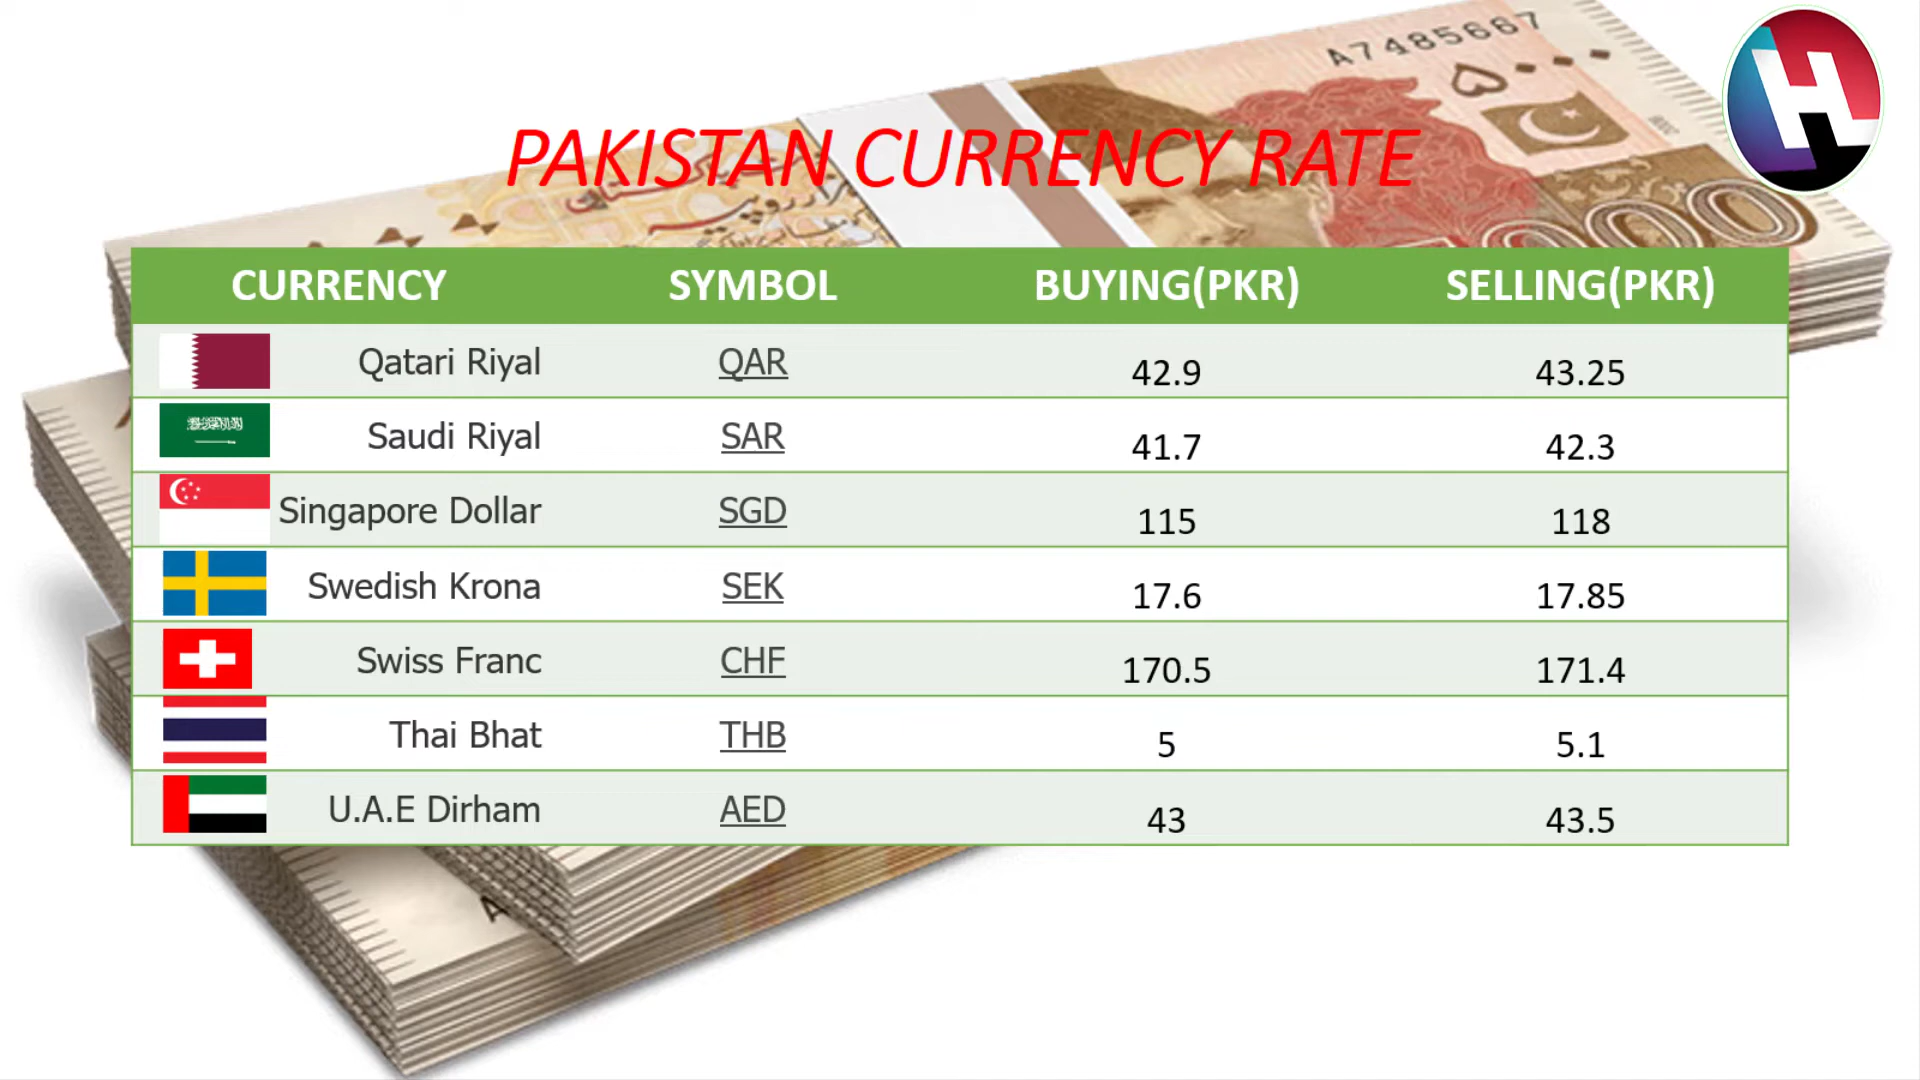 A7485667
۵۰۰۰
PAKISTAN CURRENCY RATE
CURRENCY SYMBOL BUYING(PKR) SELLING(PKR)
Qatari Riyal QAR 42.9 43.25
Saudi Riyal SAR 41.7 42.3
Singapore Dollar SGD 115 118
Swedish Krona SEK 17.6 17.85
Swiss Franc CHF 170.5 171.4
Thai Bhat THB 5 5.1
U.A.E Dirham AED 43 43.5